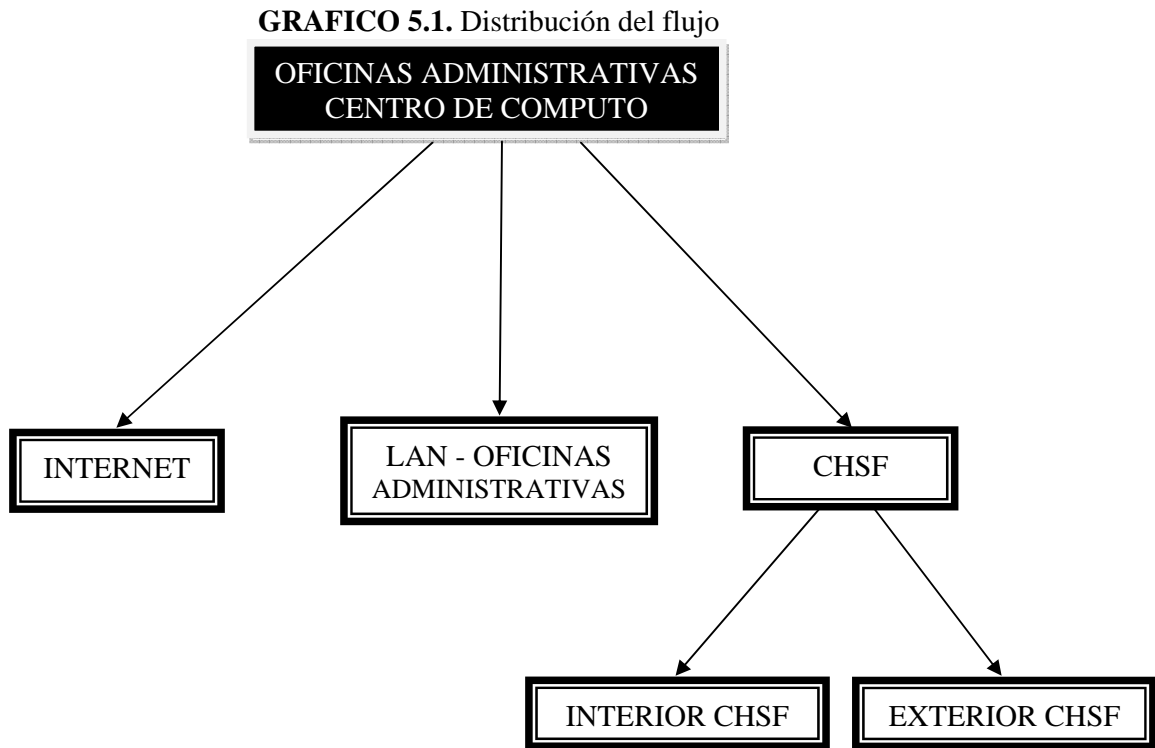 GRAFICO 5.1. Distribución del flujo
OFICINAS ADMINISTRATIVAS
CENTRO DE COMPUTO
INTERNET
LAN - OFICINAS
ADMINISTRATIVAS
CHSF
INTERIOR CHSF
EXTERIOR CHSF